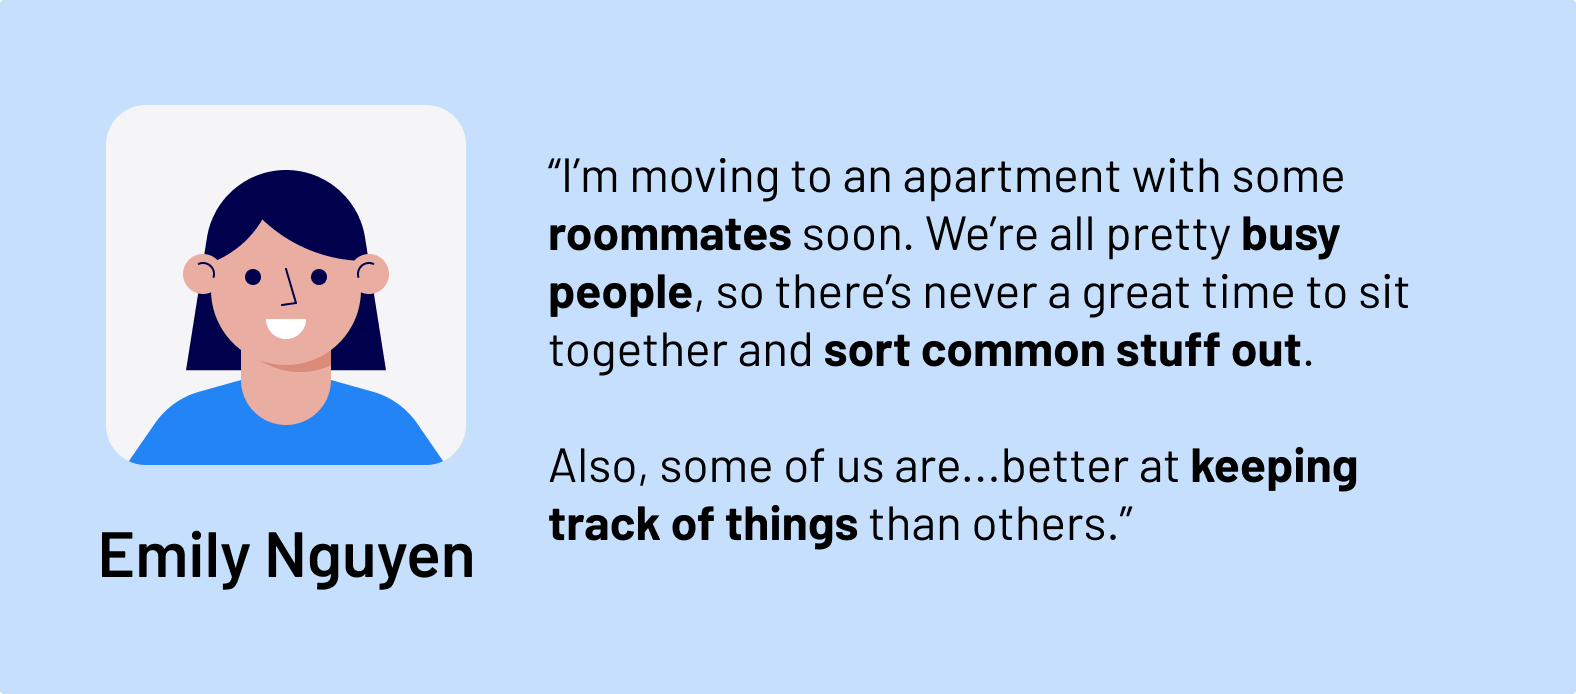 “I’m moving to an apartment with some
roommates soon. We’re all pretty busy
people, so there’s never a great time to sit
together and sort common stuff out.
Also, some of us are...better at keeping
track of things than others.”
Emily Nguyen